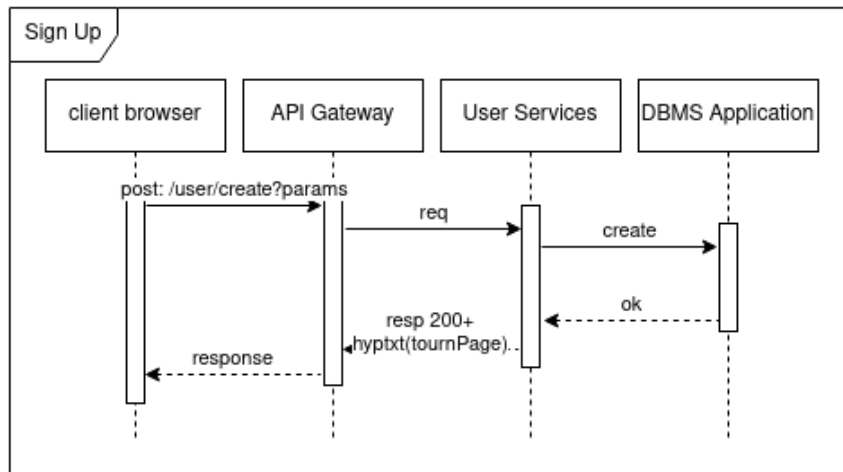 Sign Up
client browser
API Gateway
User Services
DBMS Application
post: /user/create?params
req
create
ok
resp 200+
hyptxt(tournPage)
response